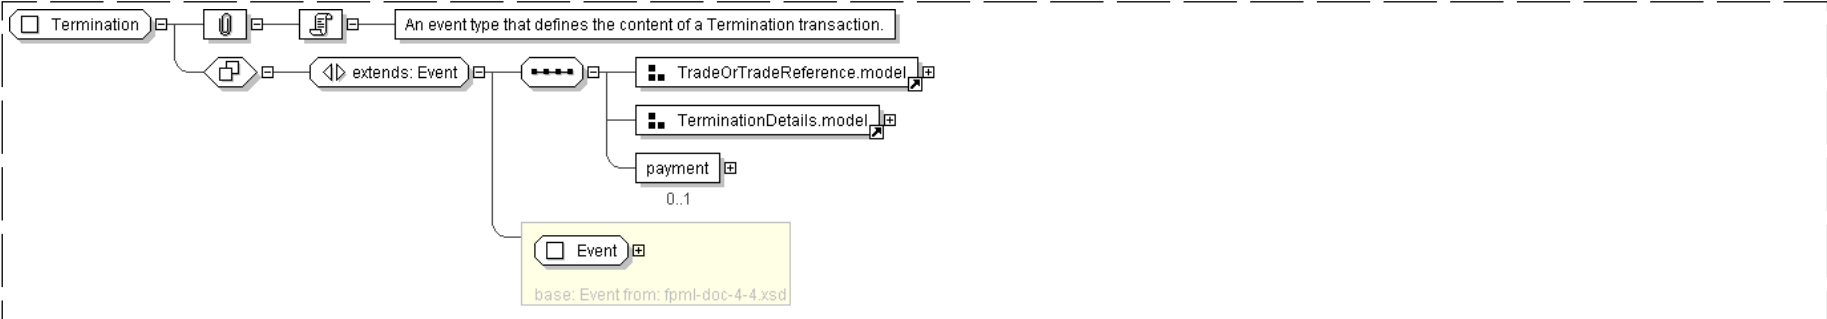 Termination
An event type that defines the content of a Termination transaction.
extends: Event
TradeOrTradeReference.model
TerminationDetails.model
payment
0..1
Event
base: Event from: fpml-doc-4-4.xsd